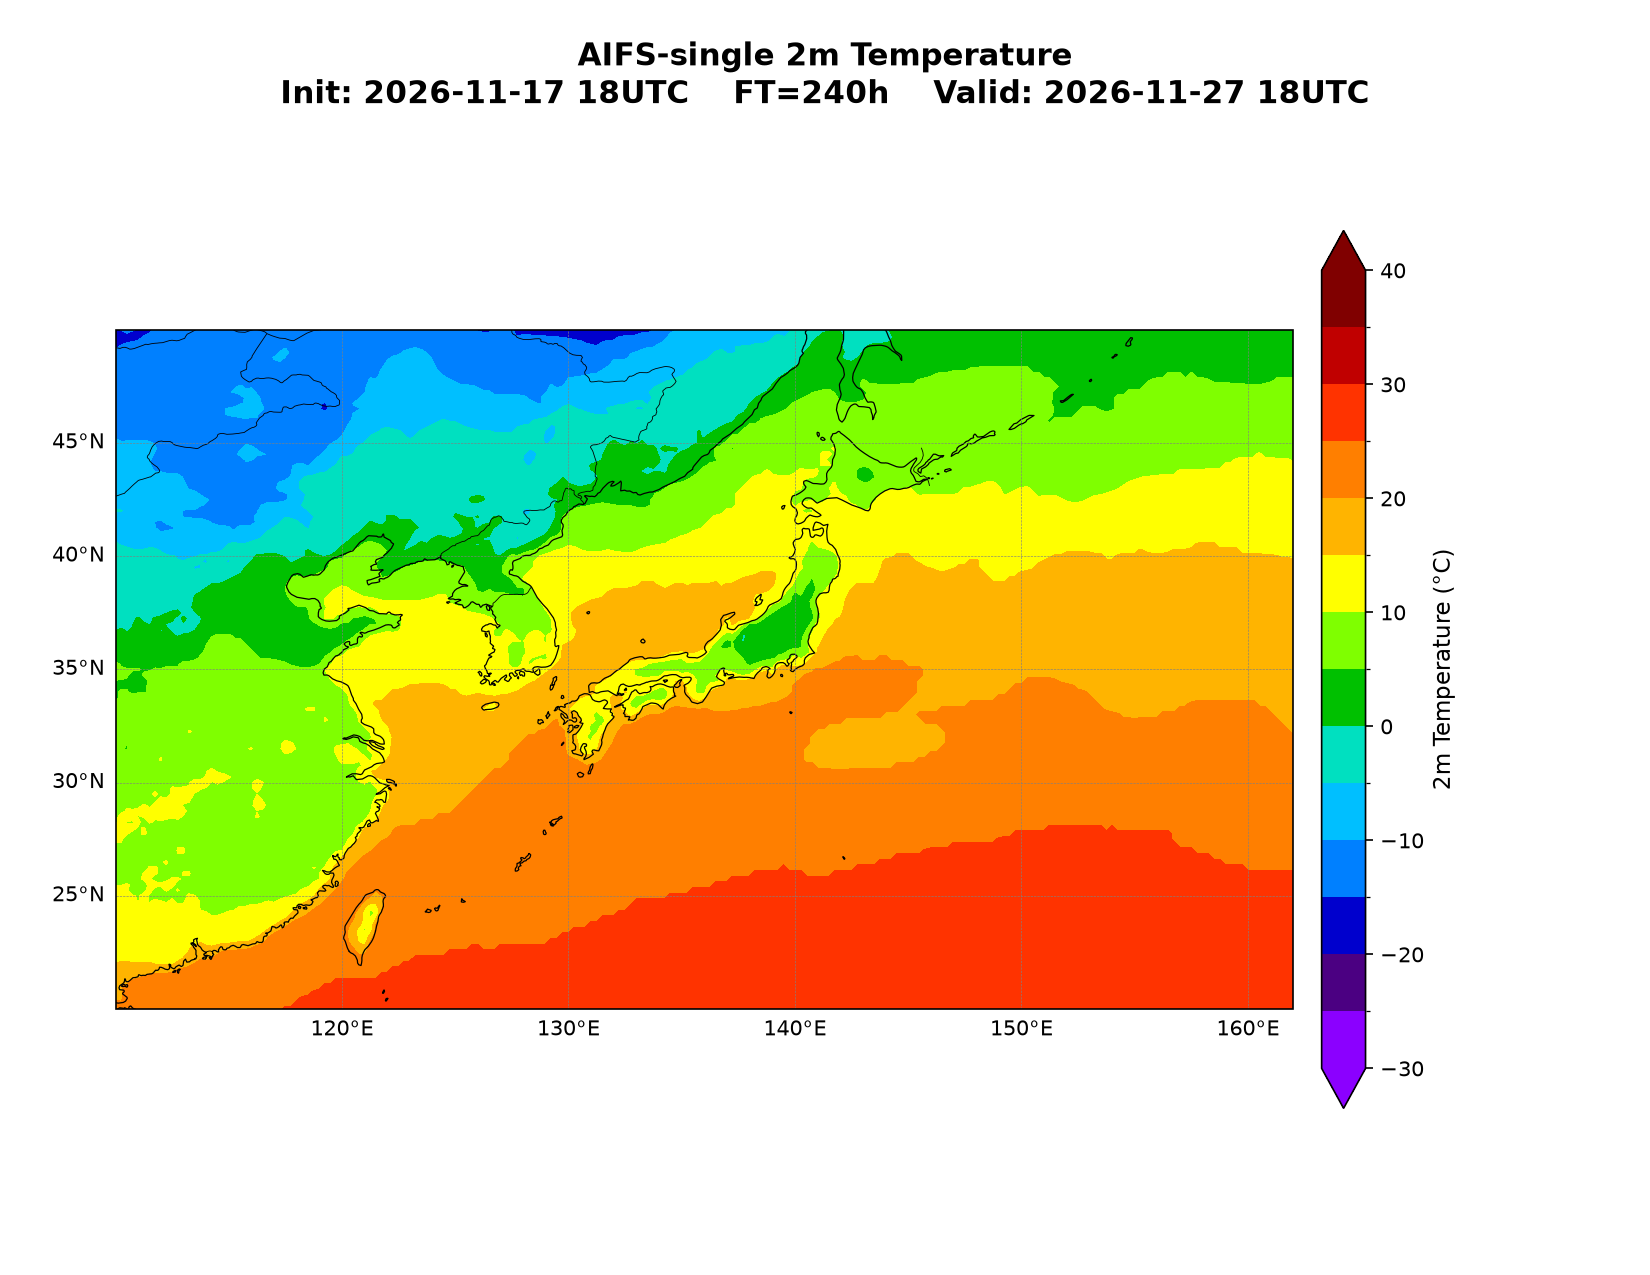 AIFS-single 2m Temperature
Init: 2026-11-17 18UTC    FT=240h    Valid: 2026-11-27 18UTC
45°N
40°N
35°N
30°N
25°N
120°E
130°E
140°E
150°E
160°E
40
30
20
10
0
−10
−20
−30
2m Temperature (°C)